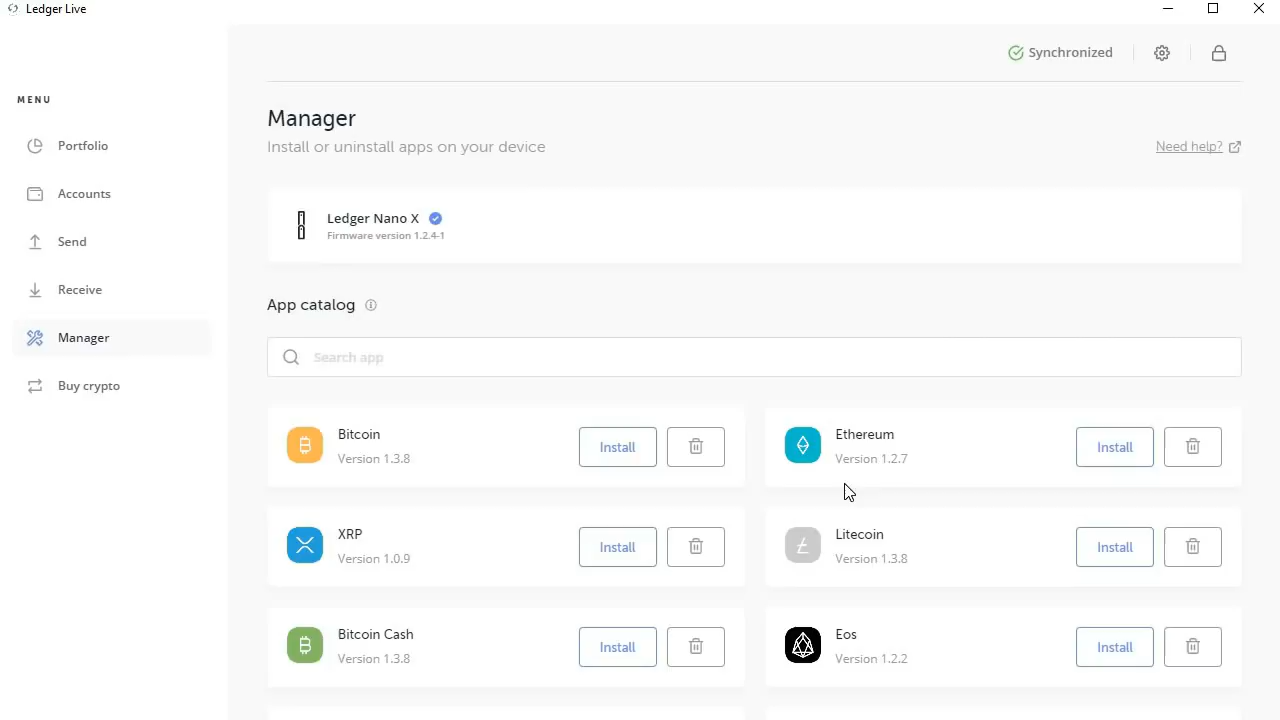 Ledger Live
Synchronized
MENU
Portfolio
Accounts
Send
Receive
Manager
Buy crypto
Manager
Install or uninstall apps on your device
Need help?
Ledger Nano X
Firmware version 1.2.4-1
App catalog
Search app
Bitcoin
Version 1.3.8
Install
Ethereum
Version 1.2.7
Install
XRP
Version 1.0.9
Install
Litecoin
Version 1.3.8
Install
Bitcoin Cash
Version 1.3.8
Install
Eos
Version 1.2.2
Install